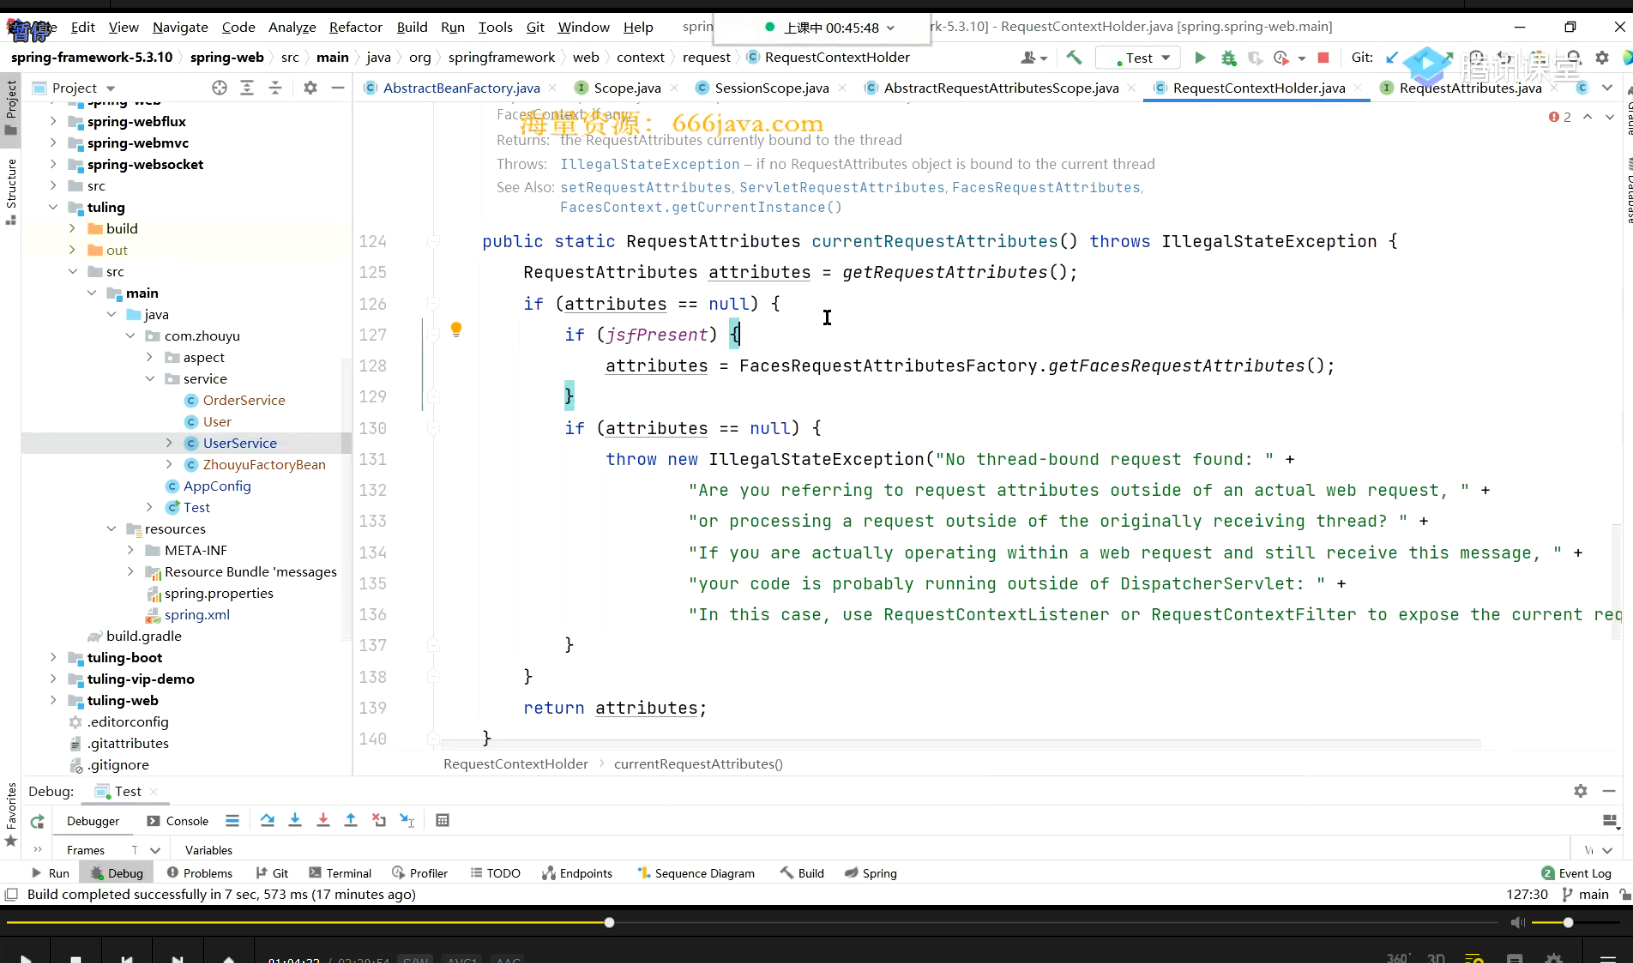 暂停
File Edit View Navigate Code Analyze Refactor Build Run Tools Git Window Help
上课中 00:45:48
rk-5.3.10] - RequestContextHolder.java [spring.spring-web.main]
spring-framework-5.3.10 > spring-web > src > main > java > org > springframework > web > context > request > RequestContextHolder
Test
Git:
腾讯课堂
Project
AbstractBeanFactory.java
Scope.java
SessionScope.java
AbstractRequestAttributesScope.java
RequestContextHolder.java
RequestAttributes.java
Project
Structure
Favorites
spring-web
spring-webflux
spring-webmvc
spring-websocket
src
tuling
build
out
src
main
java
com.zhouyu
aspect
service
OrderService
User
UserService
ZhouyuFactoryBean
AppConfig
Test
resources
META-INF
Resource Bundle 'messages
spring.properties
spring.xml
build.gradle
tuling-boot
tuling-vip-demo
tuling-web
.editorconfig
.gitattributes
.gitignore
FacesContext, if any.
海量资源： 666java.com
2
Returns: the RequestAttributes currently bound to the thread
Throws: IllegalStateException – if no RequestAttributes object is bound to the current thread
See Also: setRequestAttributes, ServletRequestAttributes, FacesRequestAttributes,
FacesContext.getCurrentInstance()
124 public static RequestAttributes currentRequestAttributes() throws IllegalStateException {
125 RequestAttributes attributes = getRequestAttributes();
126 if (attributes == null) {
127 if (jsfPresent) {
128 attributes = FacesRequestAttributesFactory.getFacesRequestAttributes();
129 }
130 if (attributes == null) {
131 throw new IllegalStateException("No thread-bound request found: " +
132 "Are you referring to request attributes outside of an actual web request, " +
133 "or processing a request outside of the originally receiving thread? " +
134 "If you are actually operating within a web request and still receive this message, " +
135 "your code is probably running outside of DispatcherServlet: " +
136 "In this case, use RequestContextListener or RequestContextFilter to expose the current req
137 }
138 }
139 return attributes;
140 }
RequestContextHolder > currentRequestAttributes()
Debug: Test
Debugger Console
Frames Variables
Run Debug Problems Git Terminal Profiler TODO Endpoints Sequence Diagram Build Spring
2 Event Log
Build completed successfully in 7 sec, 573 ms (17 minutes ago)
127:30 main